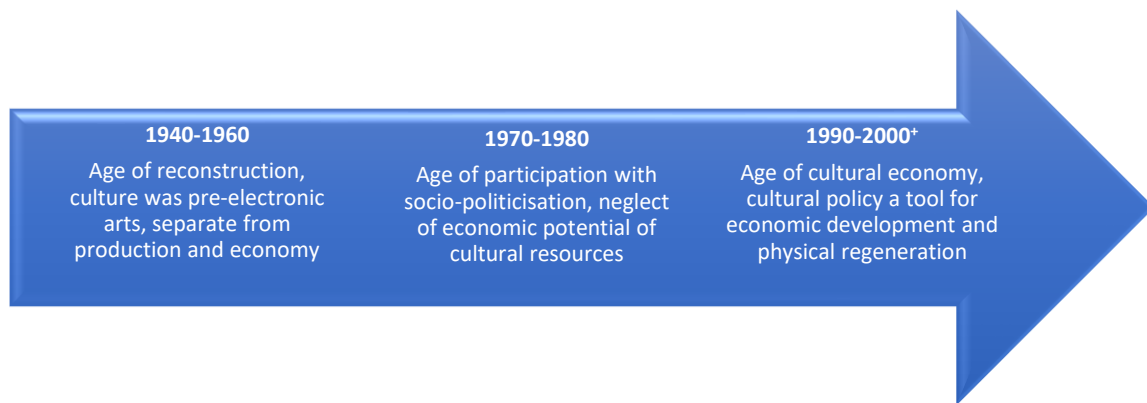 1940-1960
Age of reconstruction,
culture was pre-electronic
arts, separate from
production and economy
1970-1980
Age of participation with
socio-politicisation, neglect
of economic potential of
cultural resources
1990-2000⁺
Age of cultural economy,
cultural policy a tool for
economic development and
physical regeneration